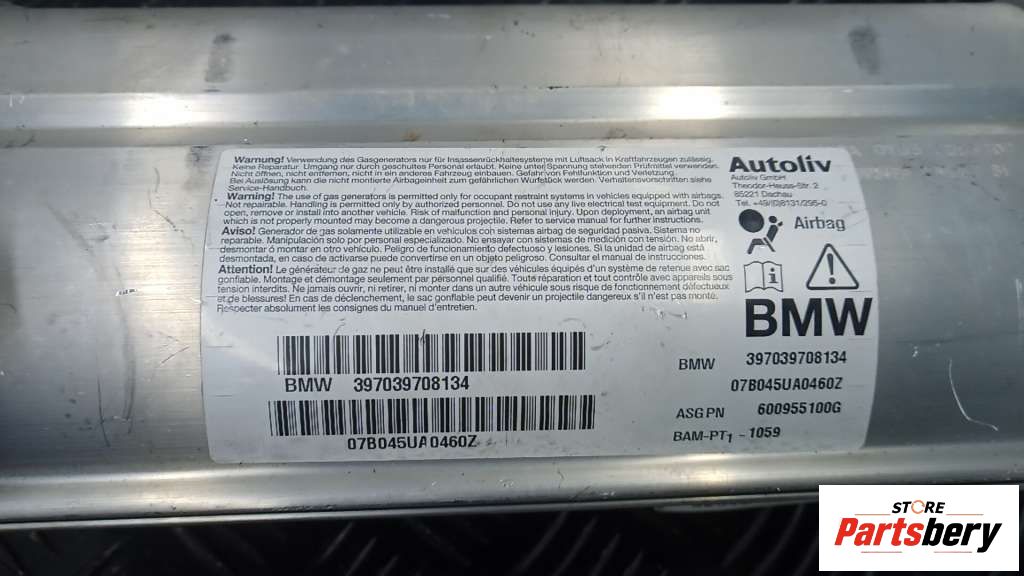 Warnung! Verwendung des Gasgenerators nur für Insassenrückhaltesysteme mit Luftsack in Kraftfahrzeugen zulässig.
Keine Reparatur. Umgang nur durch geschultes Personal erlaubt. Keine unter Spannung stehenden Prüfmittel verwenden.
Nicht öffnen, nicht entfernen, nicht in ein anderes Fahrzeug einbauen. Gefahr von Fehlfunktion und Verletzung.
Bei Auslösung kann die nicht montierte Airbageinheit zum gefährlichen Wurfstück werden. Verhaltensvorschriften siehe
Service-Handbuch.
Warning! The use of gas generators is permitted only for occupant restraint systems in vehicles equipped with airbags.
Not repairable. Handling is permitted only by authorized personnel. Do not use any live electrical test equipment. Do not
open, remove or install into another vehicle. Risk of malfunction and personal injury. Upon deployment, an airbag unit
which is not properly mounted may become a dangerous projectile. Refer to service manual for further instructions.
Aviso! Generador de gas solamente utilizable en vehículos con sistemas airbag de seguridad pasiva. Sistema no
reparable. Manipulación solo por personal especializado. No ensayar con sistemas de medición con tensión. No abrir,
desmontar ó montar en otro vehículo. Peligro de funcionamiento defectuoso y lesiones. Si la unidad de airbag está
desmontada, en caso de activarse puede convertirse en un objeto peligroso. Consultar el manual de instrucciones.
Attention! Le générateur de gaz ne peut être installé que sur des véhicules équipés d'un système de retenue avec sac
gonflable. Montage et démontage seulement par personnel qualifié. Toute réparation et tout contrôle avec appareils sous
tension interdits. Ne jamais ouvrir, ni retirer, ni monter dans un autre véhicule sous risque de fonctionnement défectueux
et de blessures! En cas de déclenchement, le sac gonflable peut devenir un projectile dangereux s'il n'est pas monté.
Respecter absolument les consignes du manuel d'entretien.
BMW 397039708134
07B045UA0460Z
Autoliv
Autoliv GmbH
Theodor-Heuss-Str. 2
85221 Dachau
Tel. +49/(0)8131/295-0
Airbag
BMW
BMW 397039708134
07B045UA0460Z
ASG PN 600955100G
BAM-PT1 - 1059
STORE
Partsbery